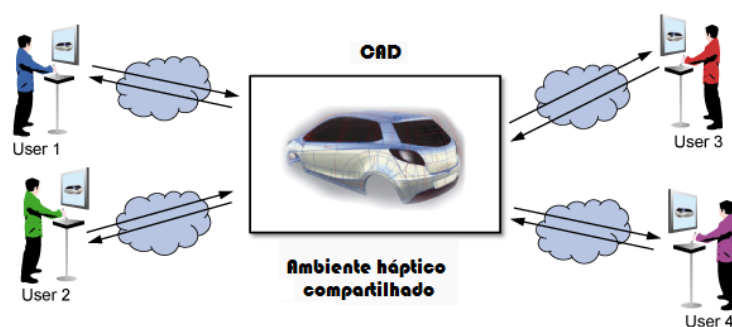 CAD
User 1
User 3
Ambiente háptico
compartilhado
User 2
User 4